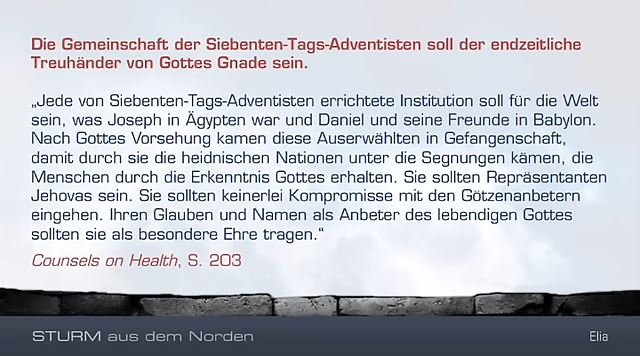 Die Gemeinschaft der Siebenten-Tags-Adventisten soll der endzeitliche
Treuhänder von Gottes Gnade sein.
„Jede von Siebenten-Tags-Adventisten errichtete Institution soll für die Welt
sein, was Joseph in Ägypten war und Daniel und seine Freunde in Babylon.
Nach Gottes Vorsehung kamen diese Auserwählten in Gefangenschaft,
damit durch sie die heidnischen Nationen unter die Segnungen kämen, die
Menschen durch die Erkenntnis Gottes erhalten. Sie sollten Repräsentanten
Jehovas sein. Sie sollten keinerlei Kompromisse mit den Götzenanbetern
eingehen. Ihren Glauben und Namen als Anbeter des lebendigen Gottes
sollten sie als besondere Ehre tragen.“
Counsels on Health, S. 203
STURM aus dem Norden
Elia